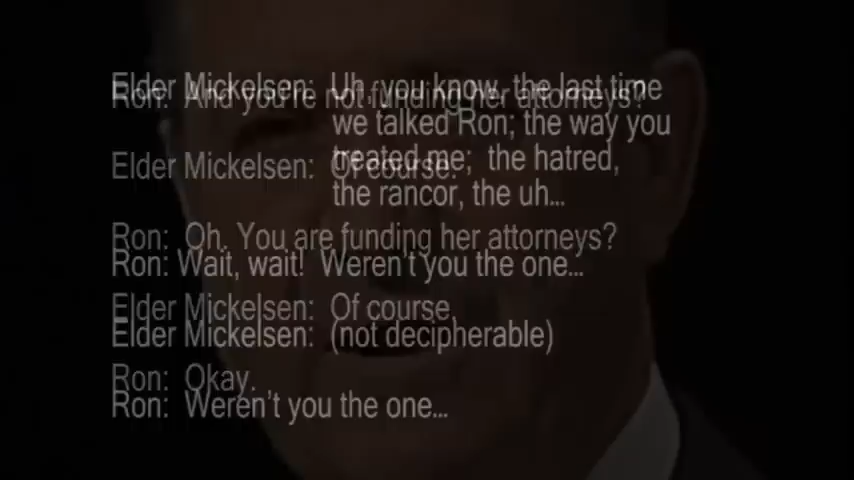 Elder Mickelsen: Uh, you know, the last time
Ron: And you're not funding her attorneys?
we talked Ron; the way you
treated me; the hatred,
Elder Mickelsen: Of course.
the rancor, the uh…
Ron: Oh. You are funding her attorneys?
Ron: Wait, wait! Weren't you the one…
Elder Mickelsen: Of course.
Elder Mickelsen: (not decipherable)
Ron: Okay.
Ron: Weren't you the one…